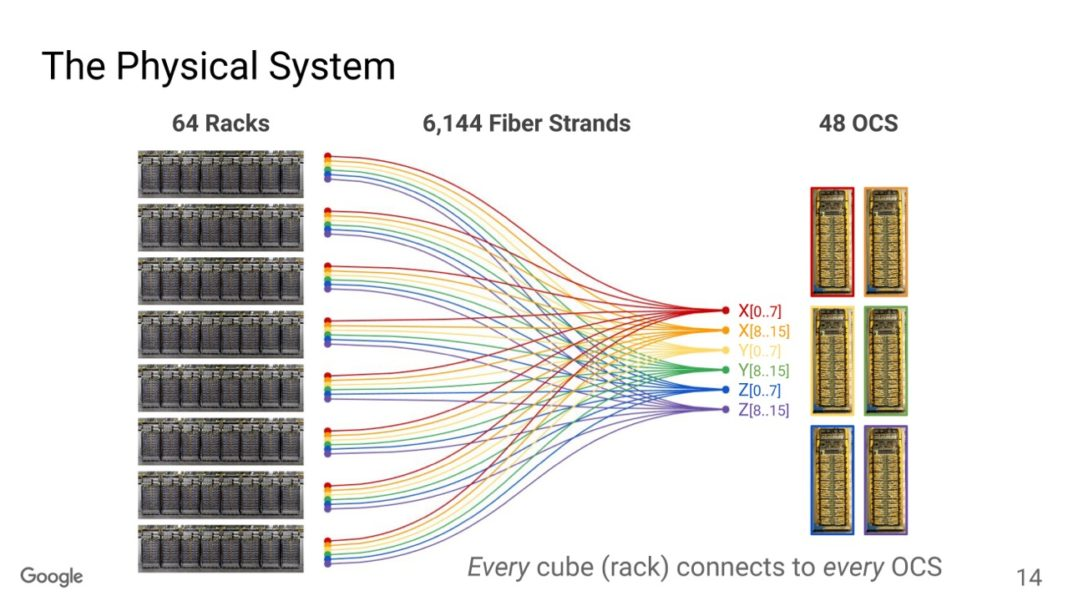 The Physical System
64 Racks
6,144 Fiber Strands
48 OCS
X[0..7]
X[8..15]
Y[0..7]
Y[8..15]
Z[0..7]
Z[8..15]
Every cube (rack) connects to every OCS
Google
14